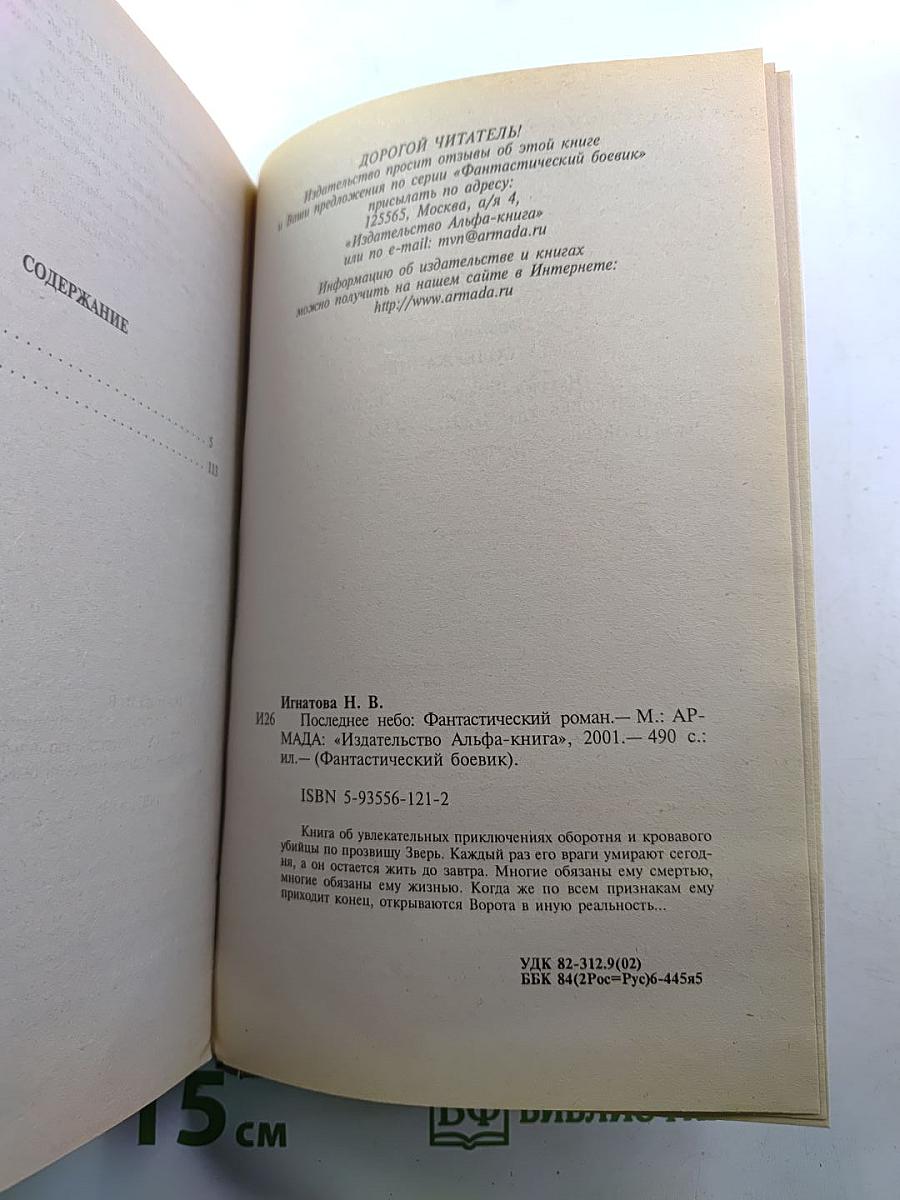 СОДЕРЖАНИЕ
5
113
ДОРОГОЙ ЧИТАТЕЛЬ!
Издательство просит отзывы об этой книге
и Ваши предложения по серии «Фантастический боевик»
присылать по адресу:
125565, Москва, а/я 4,
«Издательство Альфа-книга»
или по e-mail: mvn@armada.ru
Информацию об издательстве и книгах
можно получить на нашем сайте в Интернете:
http://www.armada.ru
Игнатова Н. В.
И26 Последнее небо: Фантастический роман.— М.: АР-
МАДА: «Издательство Альфа-книга», 2001.— 490 с.:
ил.— (Фантастический боевик).
ISBN 5-93556-121-2
Книга об увлекательных приключениях оборотня и кровавого
убийцы по прозвищу Зверь. Каждый раз его враги умирают сегод-
ня, а он остается жить до завтра. Многие обязаны ему смертью,
многие обязаны ему жизнью. Когда же по всем признакам ему
приходит конец, открываются Ворота в иную реальность...
УДК 82-312.9(02)
ББК 84(2Рос=Рус)6-445я5
15 см
БФ